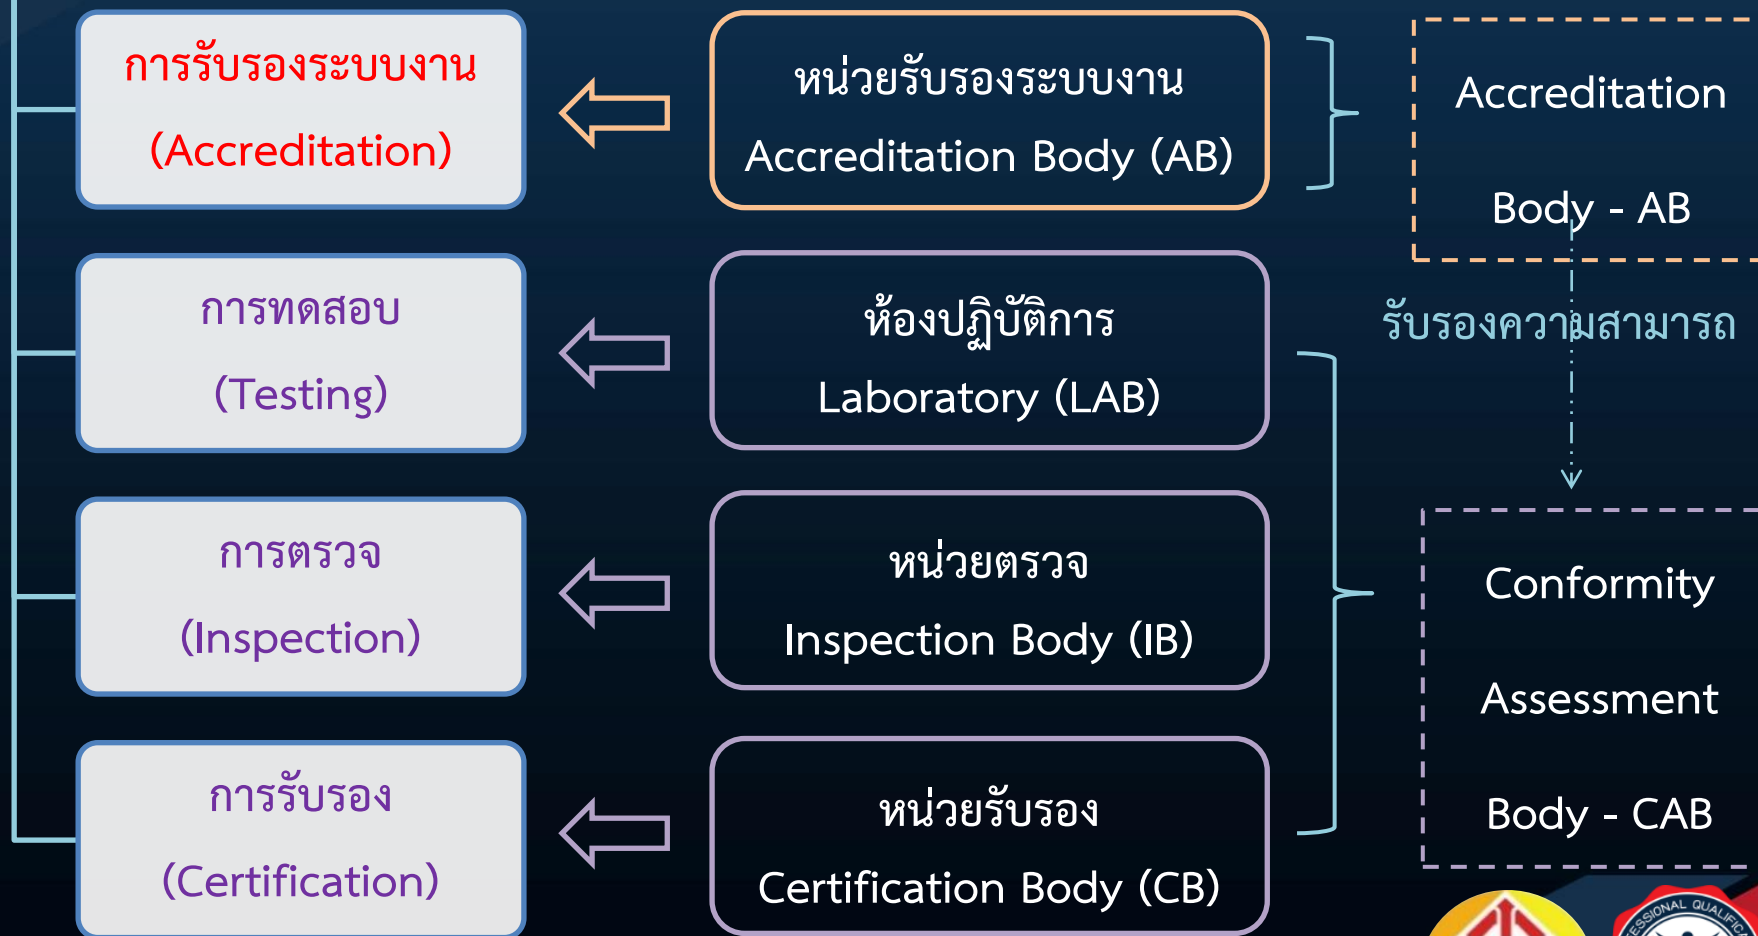 การรับรองระบบงาน
(Accreditation)
หน่วยรับรองระบบงาน
Accreditation Body (AB)
Accreditation
Body - AB
การทดสอบ
(Testing)
ห้องปฏิบัติการ
Laboratory (LAB)
รับรองความสามารถ
การตรวจ
(Inspection)
หน่วยตรวจ
Inspection Body (IB)
Conformity
Assessment
Body - CAB
การรับรอง
(Certification)
หน่วยรับรอง
Certification Body (CB)